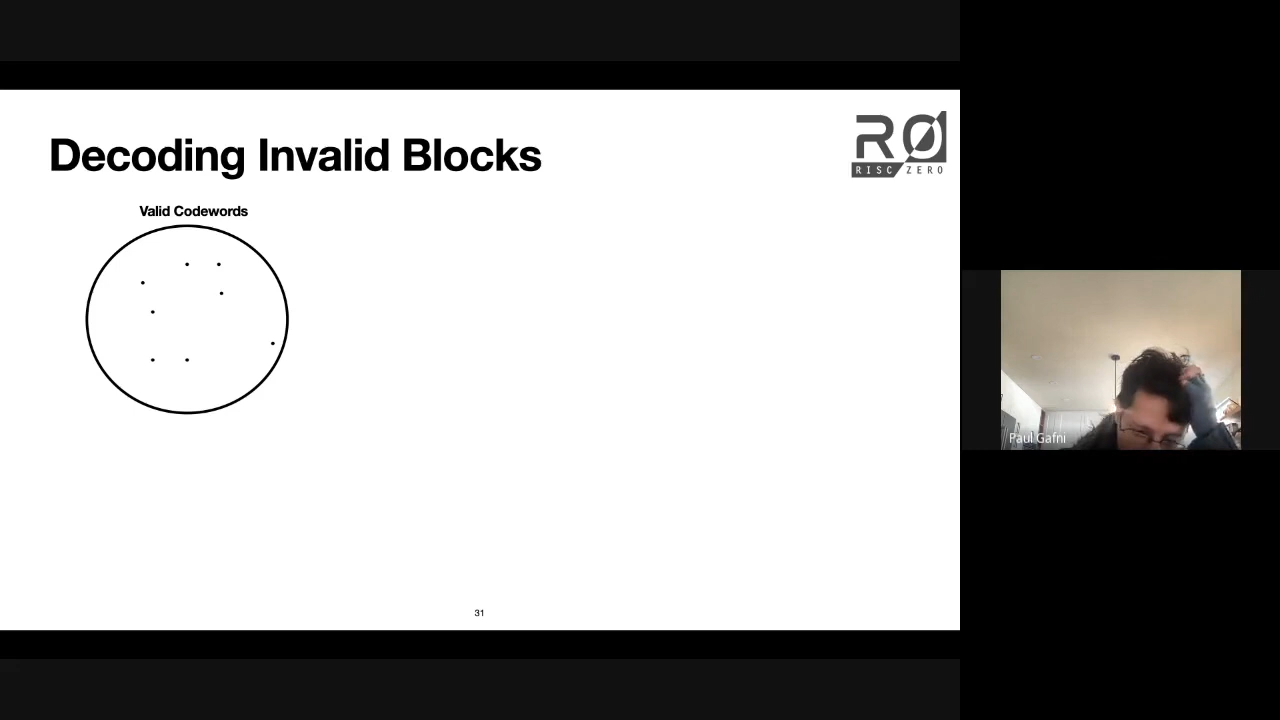 Decoding Invalid Blocks
RØ
RISC ZERO
Valid Codewords
Paul Gafni
31